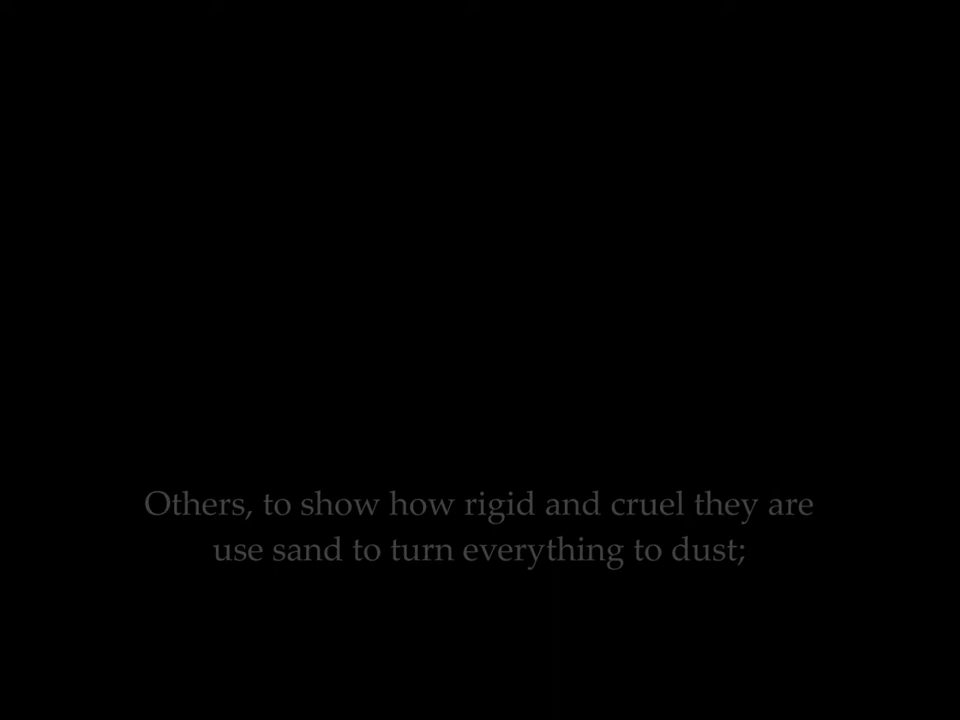 Others, to show how rigid and cruel they are
use sand to turn everything to dust;